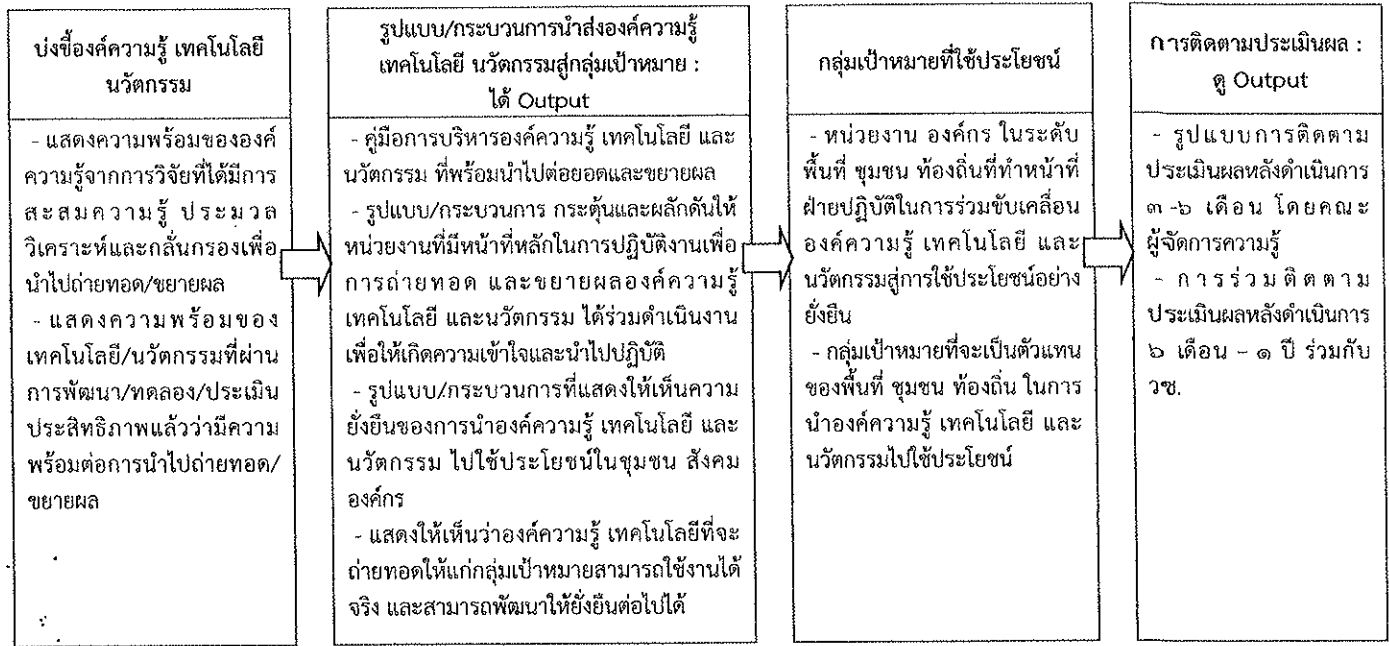 บ่งชี้องค์ความรู้ เทคโนโลยี
นวัตกรรม
- แสดงความพร้อมขององค์
ความรู้จากการวิจัยที่ได้มีการ
สะสมความรู้ ประมวล
วิเคราะห์และกลั่นกรองเพื่อ
นำไปถ่ายทอด/ขยายผล
- แสดงความพร้อมของ
เทคโนโลยี/นวัตกรรมที่ผ่าน
การพัฒนา/ทดลอง/ประเมิน
ประสิทธิภาพแล้วว่ามีความ
พร้อมต่อการนำไปถ่ายทอด/
ขยายผล
รูปแบบ/กระบวนการนำส่งองค์ความรู้
เทคโนโลยี นวัตกรรมสู่กลุ่มเป้าหมาย :
ได้ Output
- คู่มือการบริหารองค์ความรู้ เทคโนโลยี และ
นวัตกรรม ที่พร้อมนำไปต่อยอดและขยายผล
- รูปแบบ/กระบวนการ กระตุ้นและผลักดันให้
หน่วยงานที่มีหน้าที่หลักในการปฏิบัติงานเพื่อ
การถ่ายทอด และขยายผลองค์ความรู้
เทคโนโลยี และนวัตกรรม ได้ร่วมดำเนินงาน
เพื่อให้เกิดความเข้าใจและนำไปปฏิบัติ
- รูปแบบ/กระบวนการที่แสดงให้เห็นความ
ยั่งยืนของการนำองค์ความรู้ เทคโนโลยี และ
นวัตกรรม ไปใช้ประโยชน์ในชุมชน สังคม
องค์กร
- แสดงให้เห็นว่าองค์ความรู้ เทคโนโลยีที่จะ
ถ่ายทอดให้แก่กลุ่มเป้าหมายสามารถใช้งานได้
จริง และสามารถพัฒนาให้ยั่งยืนต่อไปได้
กลุ่มเป้าหมายที่ใช้ประโยชน์
- หน่วยงาน องค์กร ในระดับ
พื้นที่ ชุมชน ท้องถิ่นที่ทำหน้าที่
ฝ่ายปฏิบัติในการร่วมขับเคลื่อน
องค์ความรู้ เทคโนโลยี และ
นวัตกรรมสู่การใช้ประโยชน์อย่าง
ยั่งยืน
- กลุ่มเป้าหมายที่จะเป็นตัวแทน
ของพื้นที่ ชุมชน ท้องถิ่น ในการ
นำองค์ความรู้ เทคโนโลยี และ
นวัตกรรมไปใช้ประโยชน์
การติดตามประเมินผล :
ดู Output
- รูปแบบการติดตาม
ประเมินผลหลังดำเนินการ
๓ -๖ เดือน โดยคณะ
ผู้จัดการความรู้
- การร่วมติดตาม
ประเมินผลหลังดำเนินการ
๖ เดือน - ๑ ปี ร่วมกับ
วช.